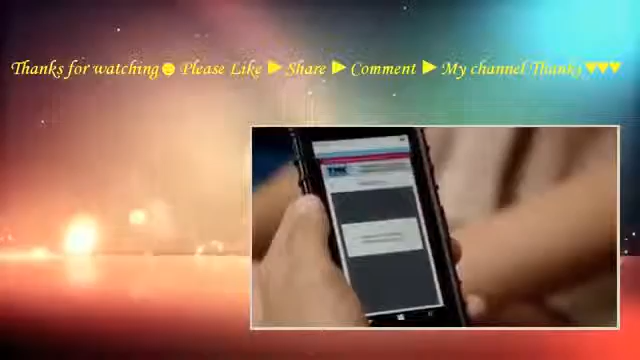 Thanks for watching☻ Please Like ► Share ► Comment ► My channel Thanks ♥♥♥